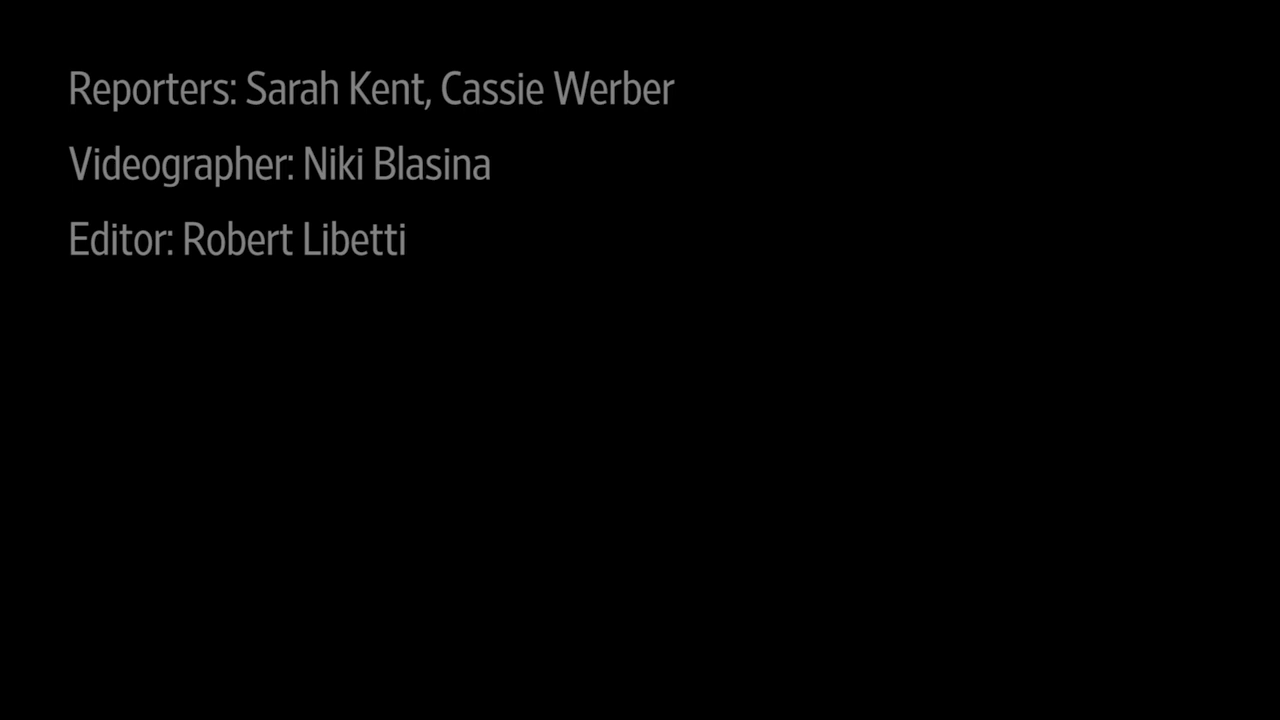 Reporters: Sarah Kent, Cassie Werber
Videographer: Niki Blasina
Editor: Robert Libetti